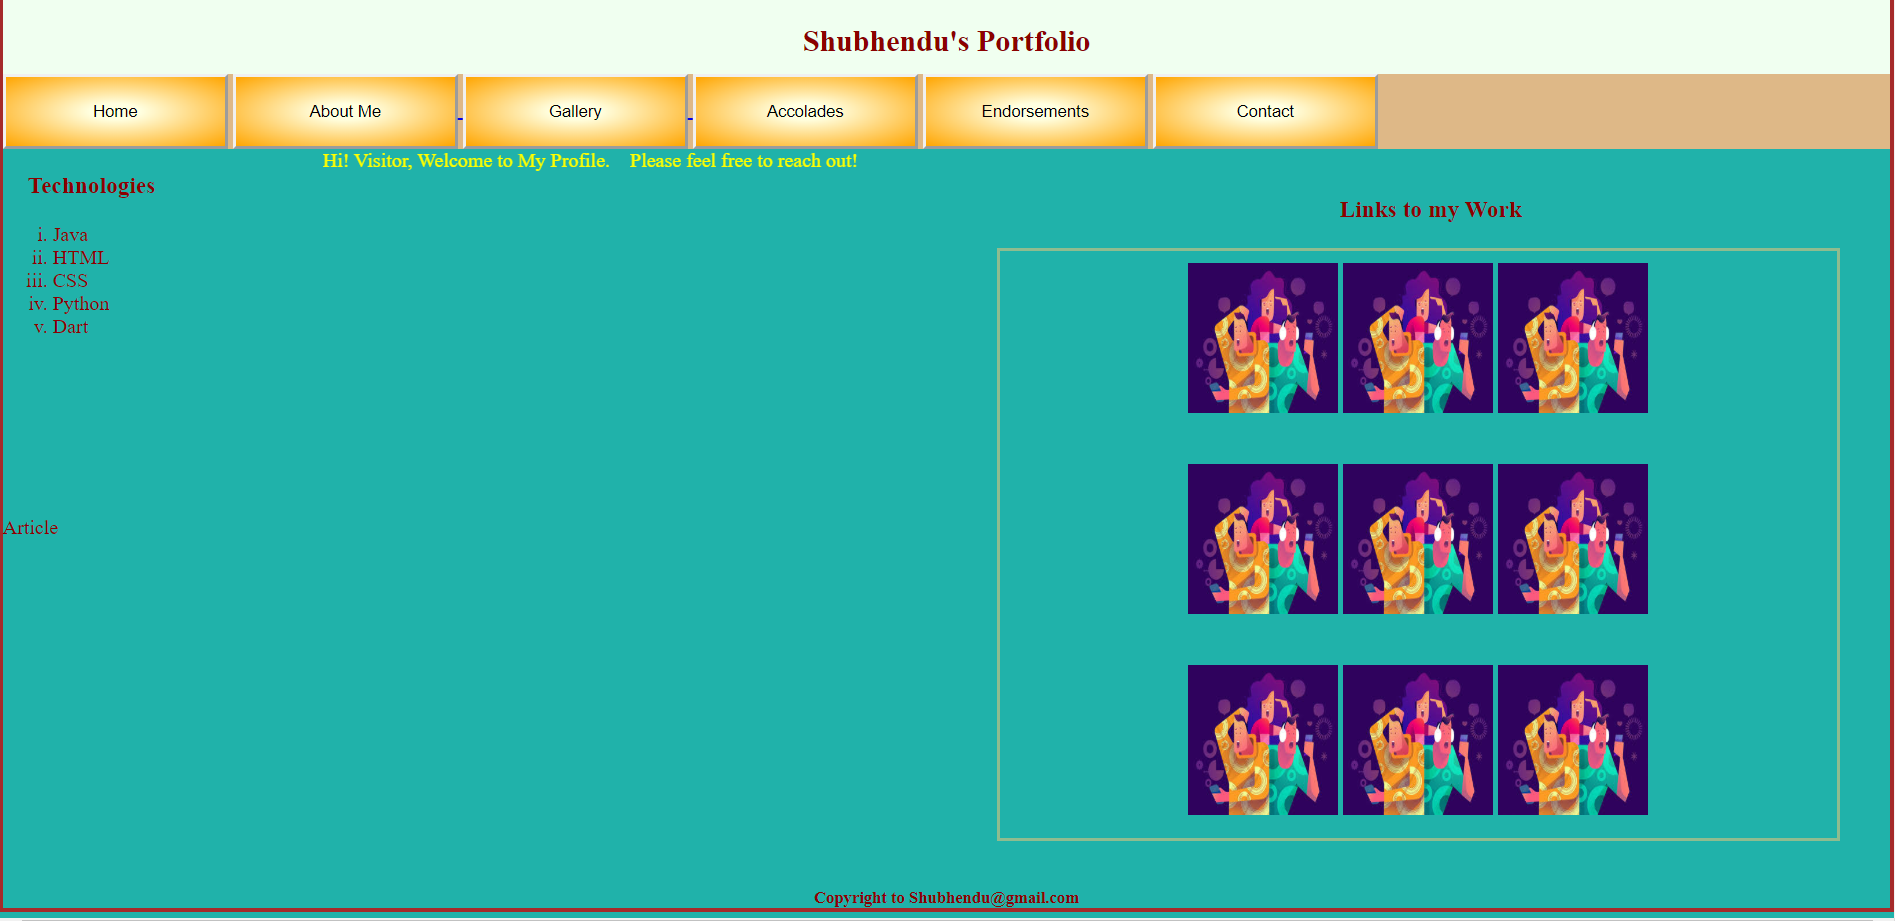 Shubhendu's Portfolio
Home
About Me
Gallery
Accolades
Endorsements
Contact
Hi! Visitor, Welcome to My Profile. Please feel free to reach out!
Technologies
i. Java
ii. HTML
iii. CSS
iv. Python
v. Dart
Links to my Work
Article
Copyright to Shubhendu@gmail.com